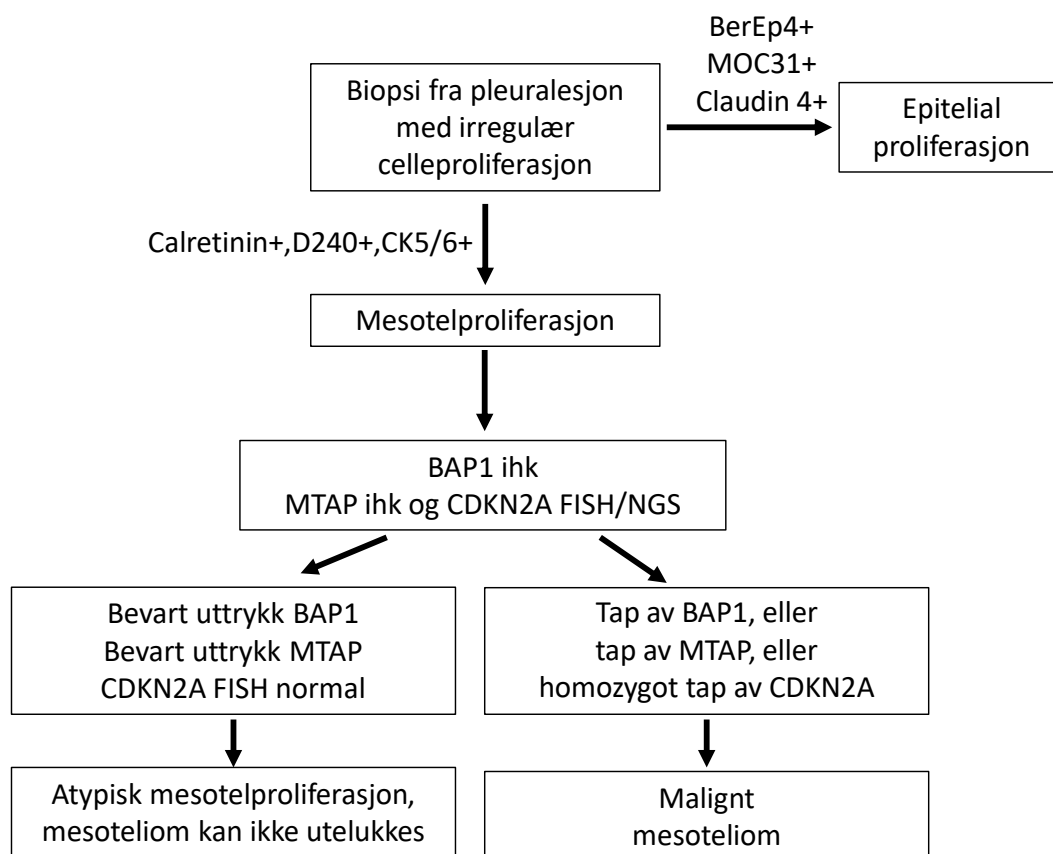 BerEp4+
MOC31+
Claudin 4+
Biopsi fra pleuralesjon
med irregulær
celleproliferasjon
Epitelial
proliferasjon
Calretinin+,D240+,CK5/6+
Mesotelproliferasjon
BAP1 ihk
MTAP ihk og CDKN2A FISH/NGS
Bevart uttrykk BAP1
Bevart uttrykk MTAP
CDKN2A FISH normal
Tap av BAP1, eller
tap av MTAP, eller
homozygot tap av CDKN2A
Atypisk mesotelproliferasjon,
mesoteliom kan ikke utelukkes
Malignt
mesoteliom